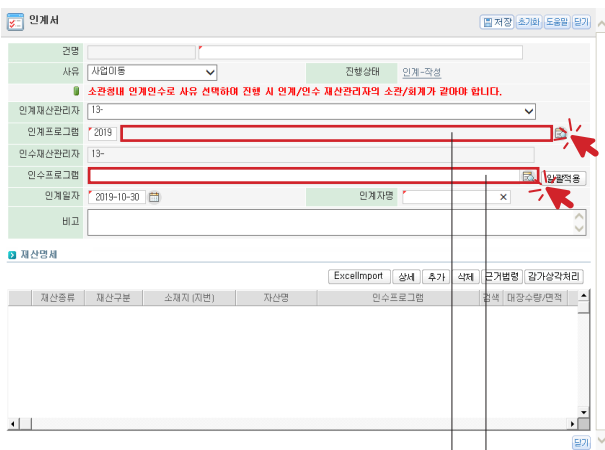 인계서
저장 초기화 도움말 닫기
건명
사유 사업이동 진행상태 인계-작성
소관청내 인계인수로 사유 선택하여 진행 시 인계/인수 재산관리자의 소관/회계가 같아야 합니다.
인계재산관리자 13-
인계프로그램 2019
인수재산관리자 13-
인수프로그램 일괄적용
인계일자 2019-10-30 인계자명
비고
재산명세
ExcelImport 상세 추가 삭제 근거법령 감가상각처리
재산종류 재산구분 소재지(지번) 자산명 인수프로그램 검색 대장수량/면적
닫기